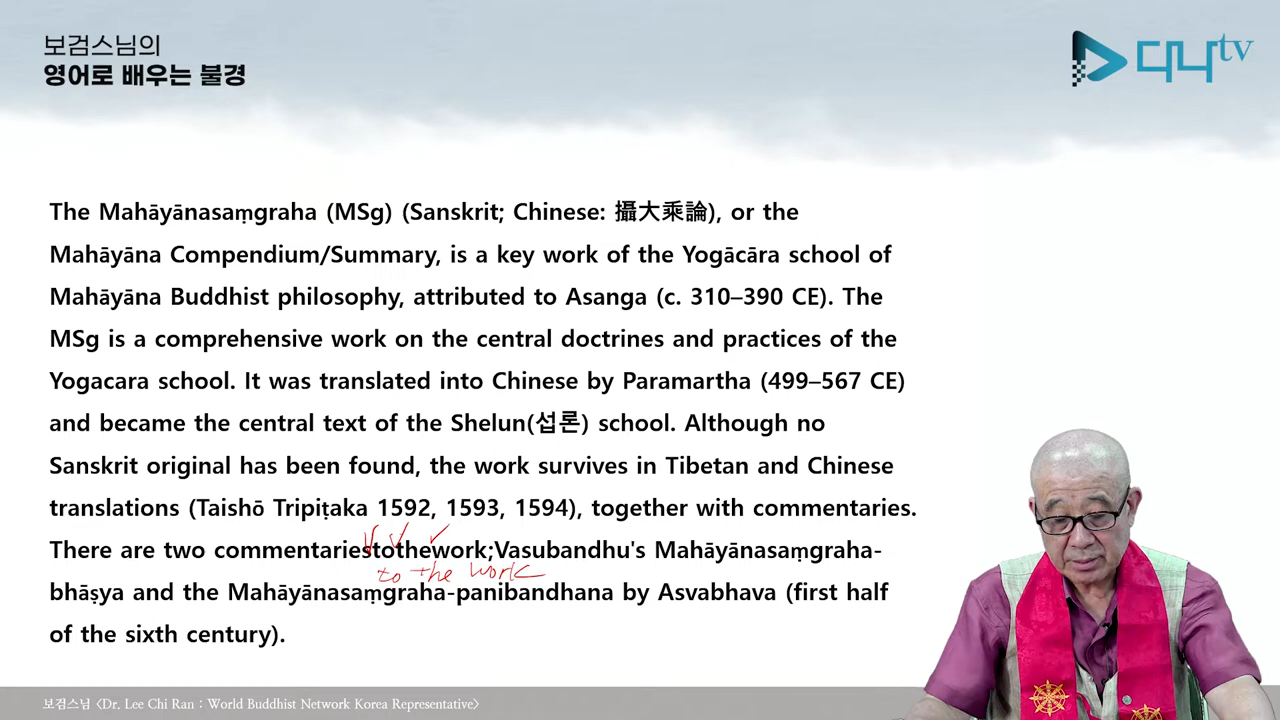 보검스님의
영어로 배우는 불경
다나tv
The Mahāyānasaṃgraha (MSg) (Sanskrit; Chinese: 攝大乘論), or the
Mahāyāna Compendium/Summary, is a key work of the Yogācāra school of
Mahāyāna Buddhist philosophy, attributed to Asanga (c. 310–390 CE). The
MSg is a comprehensive work on the central doctrines and practices of the
Yogacara school. It was translated into Chinese by Paramartha (499–567 CE)
and became the central text of the Shelun(섭론) school. Although no
Sanskrit original has been found, the work survives in Tibetan and Chinese
translations (Taishō Tripiṭaka 1592, 1593, 1594), together with commentaries.
There are two commentariestothework;Vasubandhu's Mahāyānasaṃgraha-
to the work
bhāṣya and the Mahāyānasaṃgraha-panibandhana by Asvabhava (first half
of the sixth century).
보검스님 <Dr. Lee Chi Ran : World Buddhist Network Korea Representative>